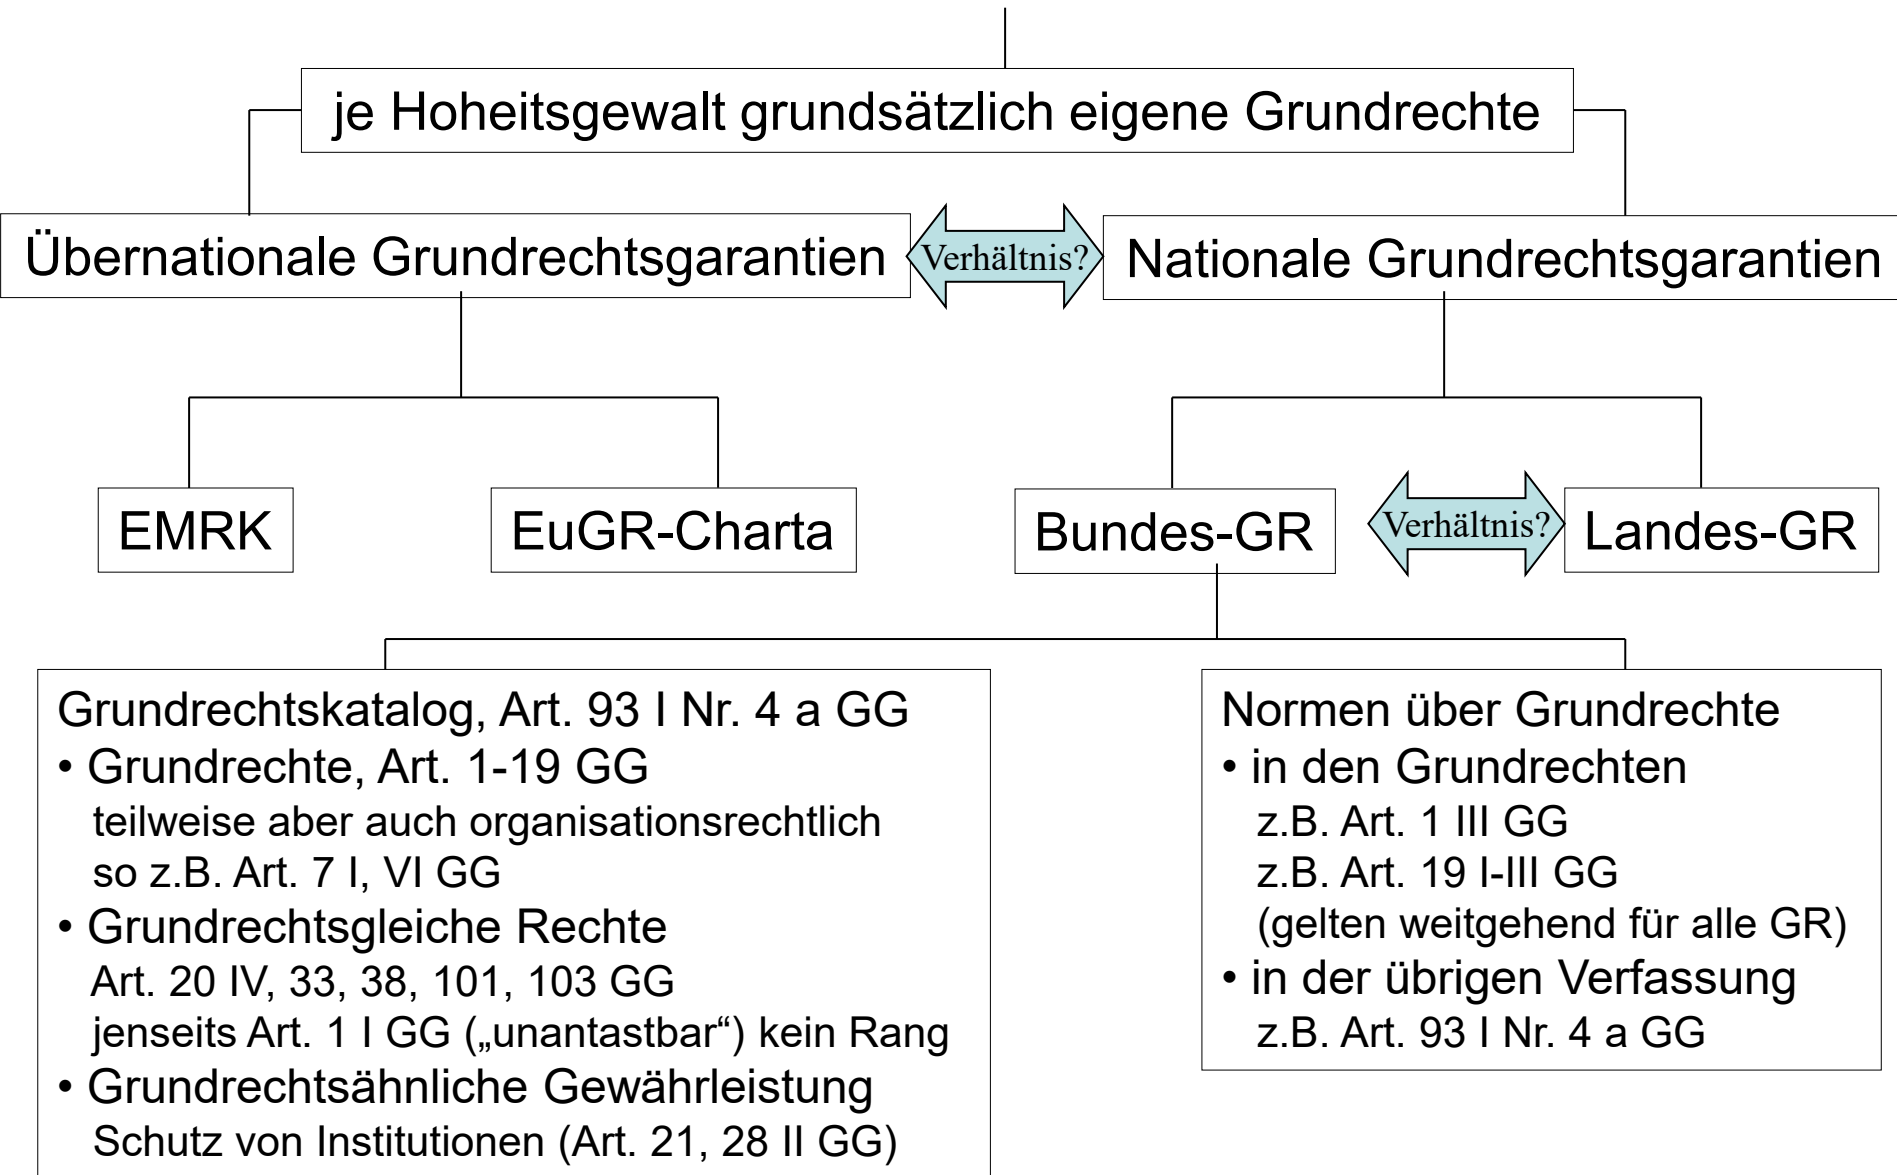 je Hoheitsgewalt grundsätzlich eigene Grundrechte
Übernationale Grundrechtsgarantien
Verhältnis?
Nationale Grundrechtsgarantien
EMRK
EuGR-Charta
Bundes-GR
Verhältnis?
Landes-GR
Grundrechtskatalog, Art. 93 I Nr. 4 a GG
• Grundrechte, Art. 1-19 GG
teilweise aber auch organisationsrechtlich
so z.B. Art. 7 I, VI GG
• Grundrechtsgleiche Rechte
Art. 20 IV, 33, 38, 101, 103 GG
jenseits Art. 1 I GG („unantastbar“) kein Rang
• Grundrechtsähnliche Gewährleistung
Schutz von Institutionen (Art. 21, 28 II GG)
Normen über Grundrechte
• in den Grundrechten
z.B. Art. 1 III GG
z.B. Art. 19 I-III GG
(gelten weitgehend für alle GR)
• in der übrigen Verfassung
z.B. Art. 93 I Nr. 4 a GG